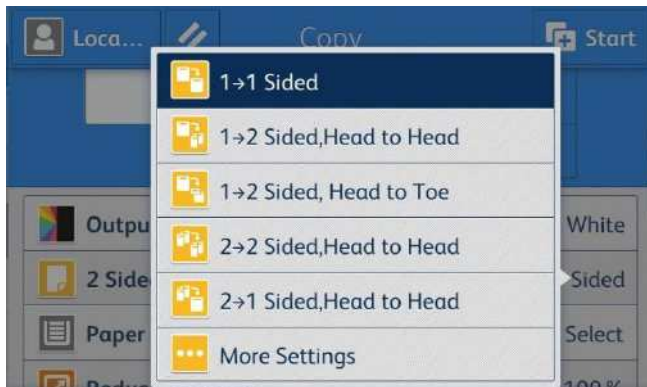 Loca... Copy Start
1→1 Sided
1→2 Sided,Head to Head
1→2 Sided, Head to Toe
Outpu White
2→2 Sided,Head to Head
2 Side Sided
2→1 Sided,Head to Head
Paper Select
More Settings
100 %